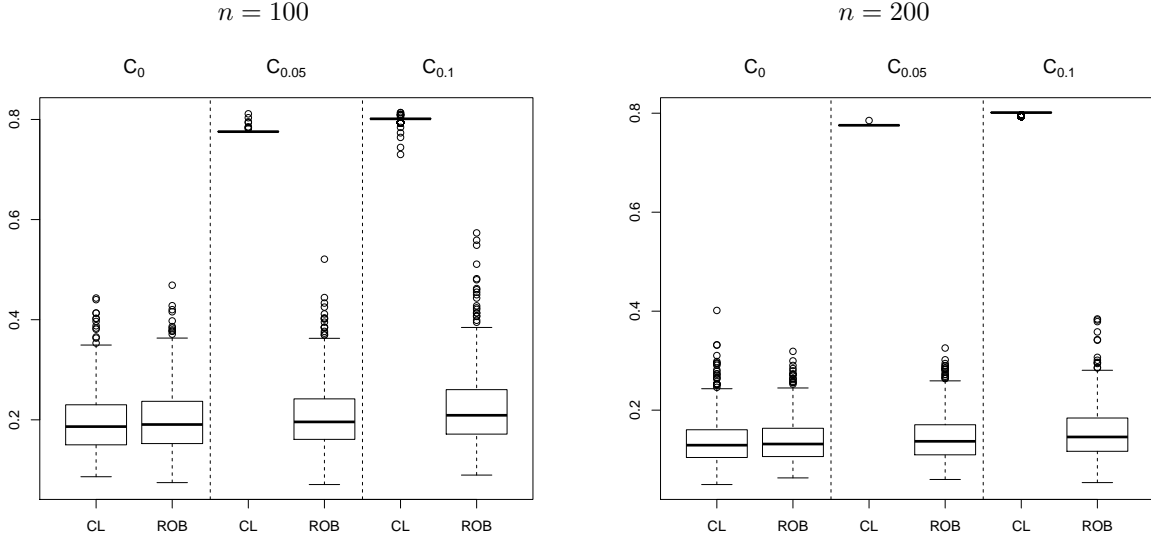 n = 100
C0 C0.05 C0.1
0.8
0.6
0.4
0.2
CL ROB CL ROB CL ROB
n = 200
C0 C0.05 C0.1
0.8
0.6
0.4
0.2
CL ROB CL ROB CL ROB